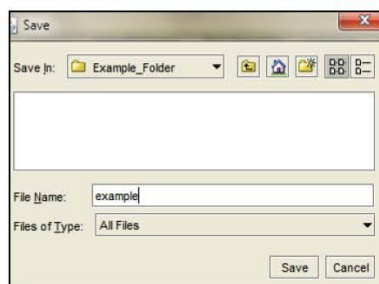 Save
Save In: Example_Folder
File Name: example
Files of Type: All Files
Save Cancel